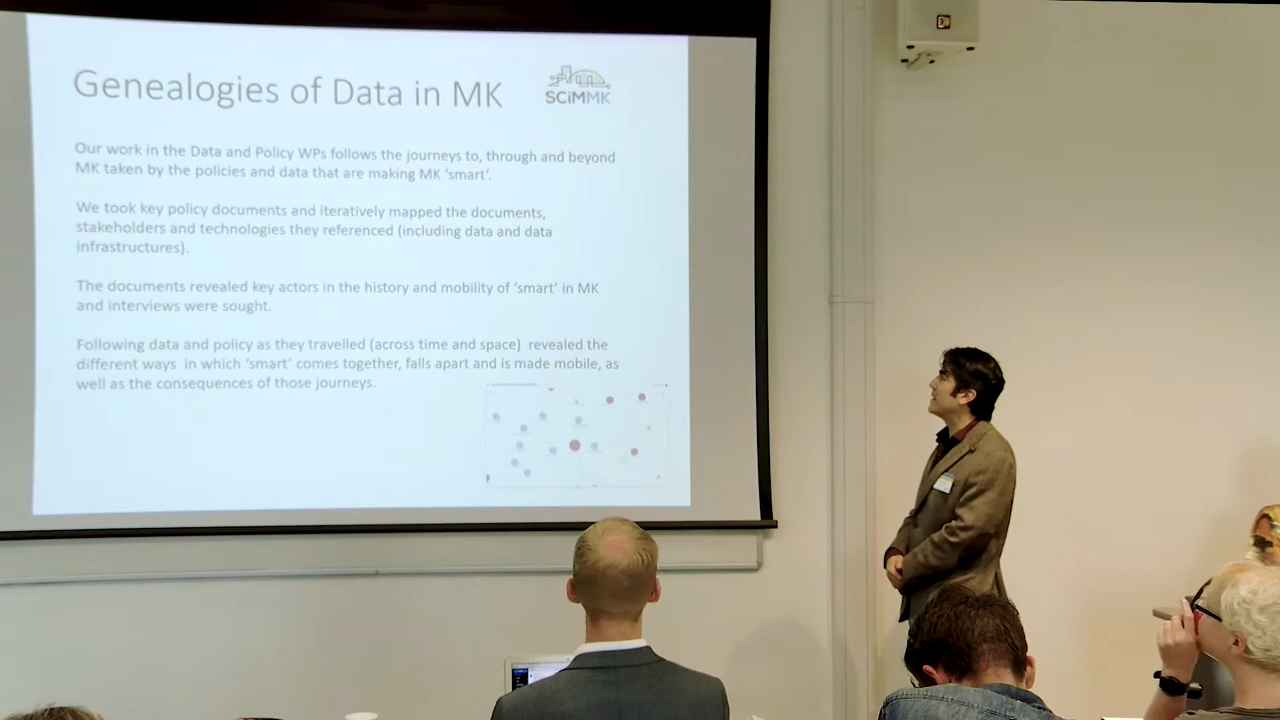 Genealogies of Data in MK
SCiMMK
Our work in the Data and Policy WPs follows the journeys to, through and beyond
MK taken by the policies and data that are making MK ‘smart’.
We took key policy documents and iteratively mapped the documents,
stakeholders and technologies they referenced (including data and data
infrastructures).
The documents revealed key actors in the history and mobility of ‘smart’ in MK
and interviews were sought.
Following data and policy as they travelled (across time and space)  revealed the
different ways  in which ‘smart’ comes together, falls apart and is made mobile, as
well as the consequences of those journeys.